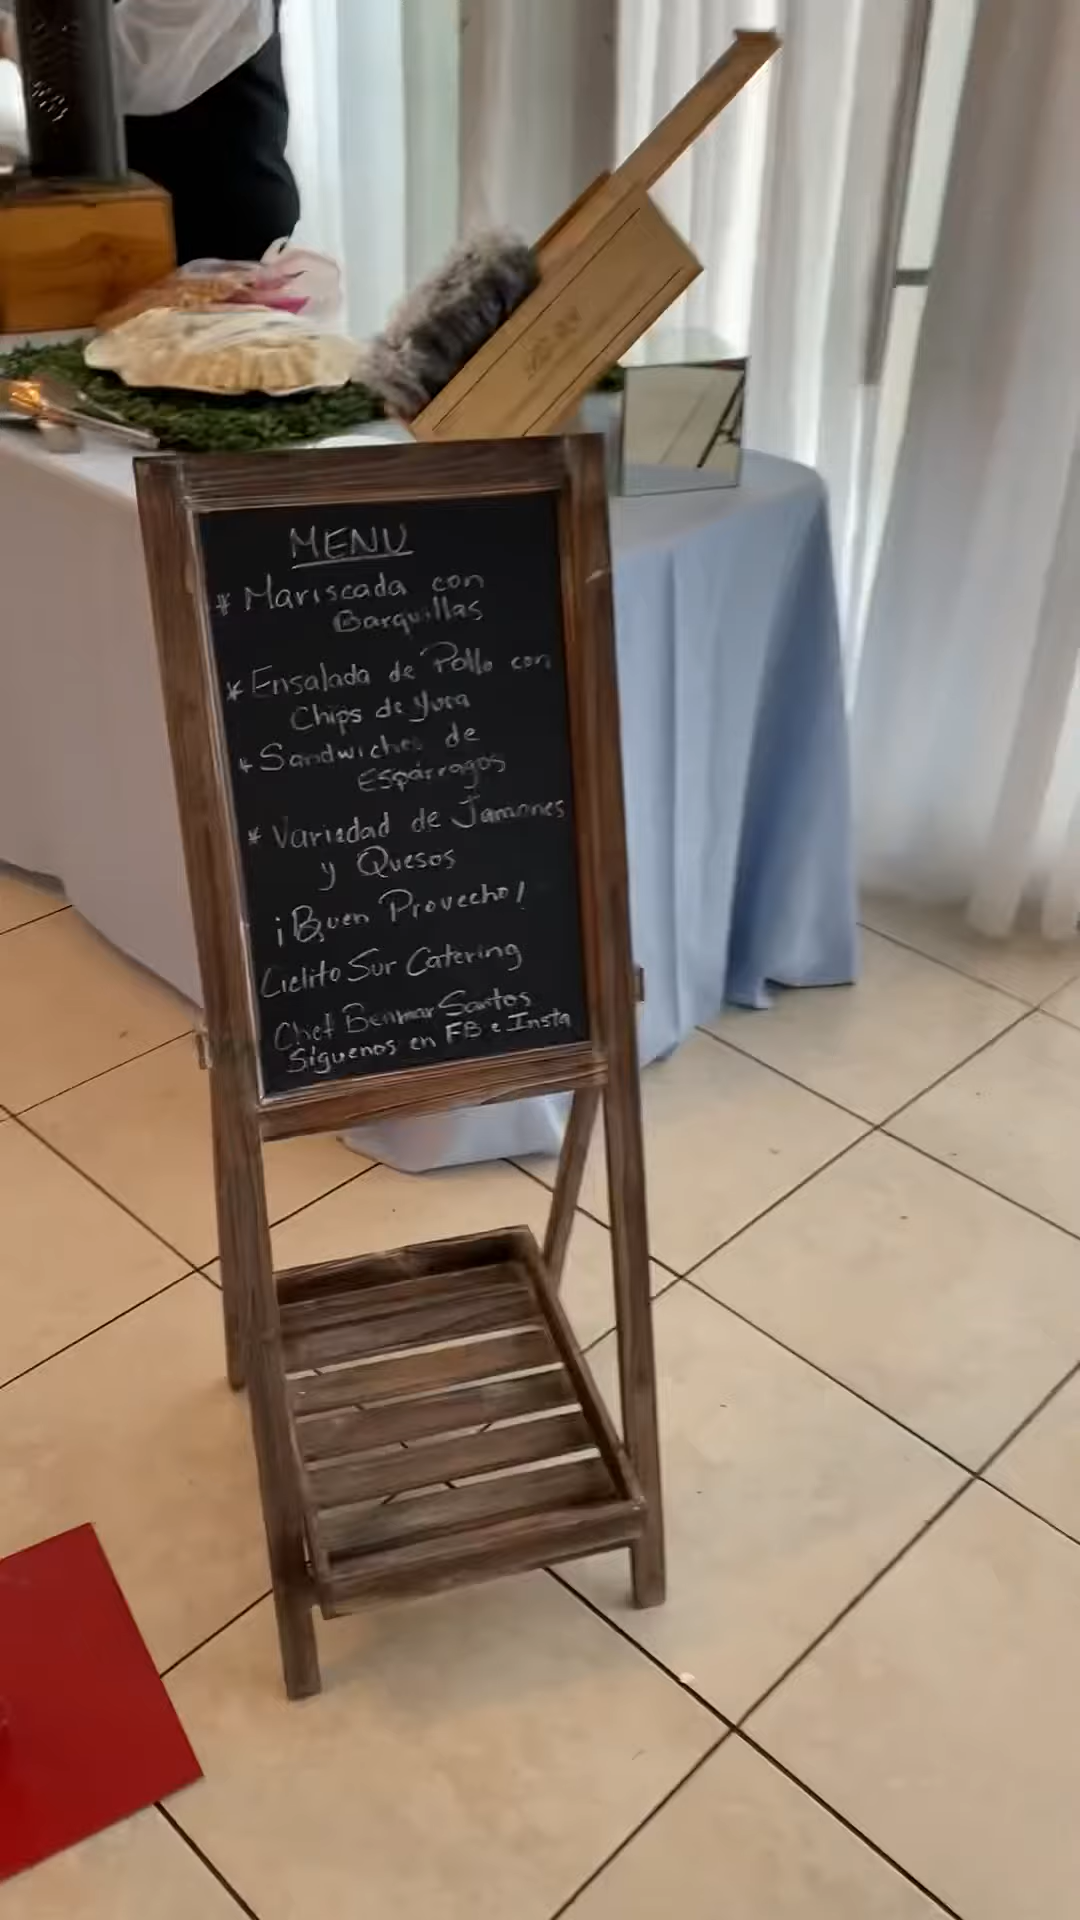 MENU
* Mariscada con
Barquillas
* Ensalada de Pollo con
Chips de Yuca
* Sandwiches de
Espárragos
* Variedad de Jamones
y Quesos
¡Buen Provecho!
Cielito Sur Catering
Chef Benmar Santos
Síguenos en FB e Insta